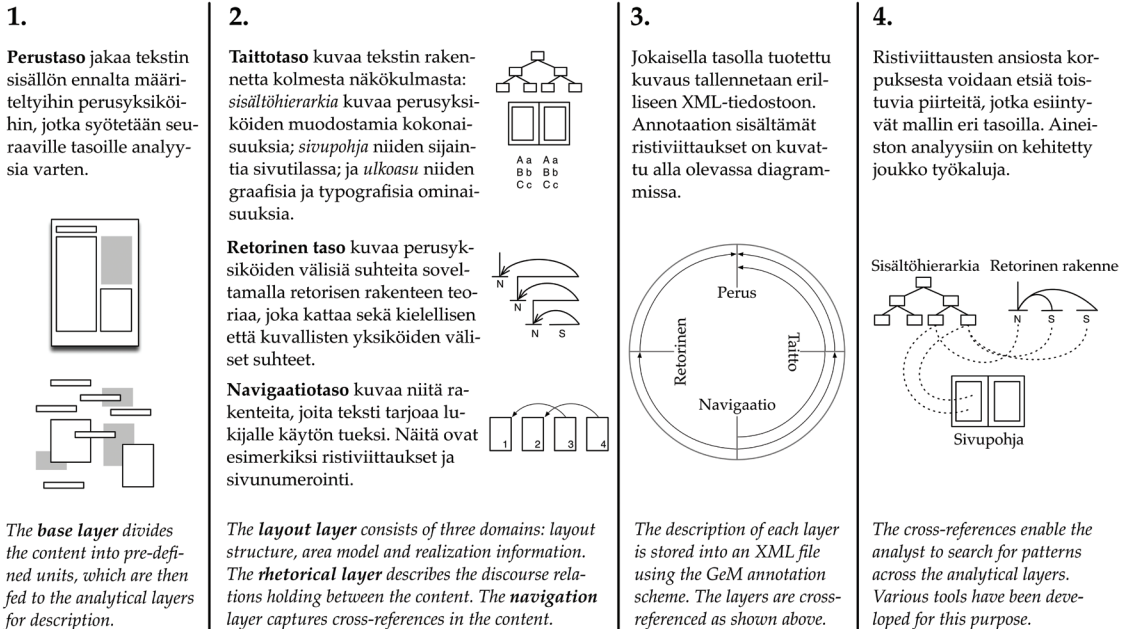 1.
Perustaso jakaa tekstin
sisällön ennalta määri-
teltyihin perusyksiköi-
hin, jotka syötetään seu-
raaville tasoille analyy-
sia varten.
The base layer divides
the content into pre-defi-
ned units, which are then
fed to the analytical layers
for description.
2.
Taittotaso kuvaa tekstin raken-
netta kolmesta näkökulmasta:
sisältöhierarkia kuvaa perusyksi-
köiden muodostamia kokonai-
suuksia; sivupohja niiden sijain-
tia sivutilassa; ja ulkoasu niiden
graafisia ja typografisia ominai-
suuksia.
A a A a
B b B b
C c C c
Retorinen taso kuvaa perusyk-
siköiden välisiä suhteita sovel-
tamalla retorisen rakenteen teo-
riaa, joka kattaa sekä kielellisen
että kuvallisten yksiköiden väli-
set suhteet.
N
N
N S
Navigaatiotaso kuvaa niitä ra-
kenteita, joita teksti tarjoaa lu-
kijalle käytön tueksi. Näitä ovat
esimerkiksi ristiviittaukset ja
sivunumerointi.
1 2 3 4
The layout layer consists of three domains: layout
structure, area model and realization information.
The rhetorical layer describes the discourse rela-
tions holding between the content. The navigation
layer captures cross-references in the content.
3.
Jokaisella tasolla tuotettu
kuvaus tallennetaan eril-
liseen XML-tiedostoon.
Annotaation sisältämät
ristiviittaukset on kuvat-
tu alla olevassa diagram-
missa.
Perus
Retorinen
Taitto
Navigaatio
The description of each layer
is stored into an XML file
using the GeM annotation
scheme. The layers are cross-
referenced as shown above.
4.
Ristiviittausten ansiosta kor-
puksesta voidaan etsiä tois-
tuvia piirteitä, jotka esiinty-
vät mallin eri tasoilla. Ainei-
ston analyysiin on kehitetty
joukko työkaluja.
Sisältöhierarkia Retorinen rakenne
N S S
Sivupohja
The cross-references enable the
analyst to search for patterns
across the analytical layers.
Various tools have been deve-
loped for this purpose.